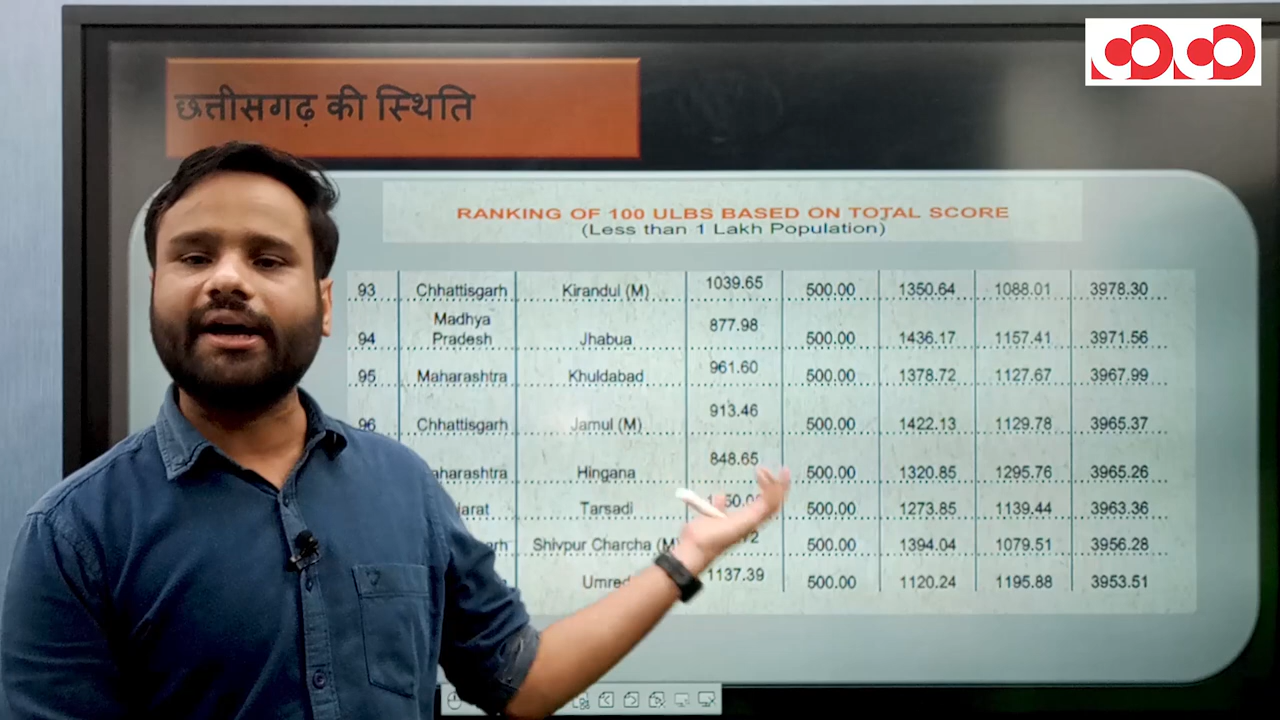 छत्तीसगढ़ की स्थिति
RANKING OF 100 ULBS BASED ON TOTAL SCORE
(Less than 1 Lakh Population)
93 Chhattisgarh Kirandul (M) 1039.65 500.00 1350.64 1088.01 3978.30
94 Madhya Pradesh Jhabua 877.98 500.00 1436.17 1157.41 3971.56
95 Maharashtra Khuldabad 961.60 500.00 1378.72 1127.67 3967.99
96 Chhattisgarh Jamul (M) 913.46 500.00 1422.13 1129.78 3965.37
aharashtra Hingana 848.65 500.00 1320.85 1295.76 3965.26
arat Tarsadi 500.00 1273.85 1139.44 3963.36
rh Shivpur Charcha (M) 500.00 1394.04 1079.51 3956.28
Umred 1137.39 500.00 1120.24 1195.88 3953.51